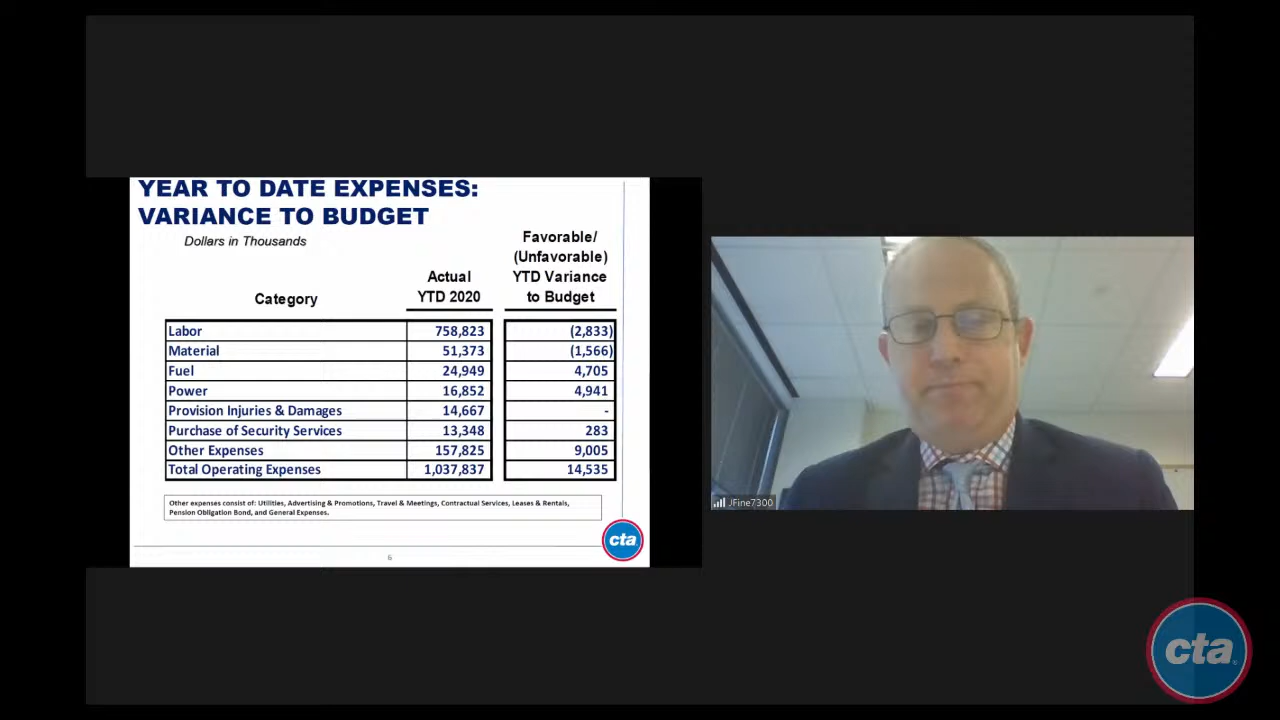 YEAR TO DATE EXPENSES:
VARIANCE TO BUDGET
Dollars in Thousands
Category
Actual
YTD 2020
Favorable/
(Unfavorable)
YTD Variance
to Budget
Labor 758,823 (2,833)
Material 51,373 (1,566)
Fuel 24,949 4,705
Power 16,852 4,941
Provision Injuries & Damages 14,667 -
Purchase of Security Services 13,348 283
Other Expenses 157,825 9,005
Total Operating Expenses 1,037,837 14,535
Other expenses consist of: Utilities, Advertising & Promotions, Travel & Meetings, Contractual Services, Leases & Rentals,
Pension Obligation Bond, and General Expenses.
cta
6
JFine7300
cta